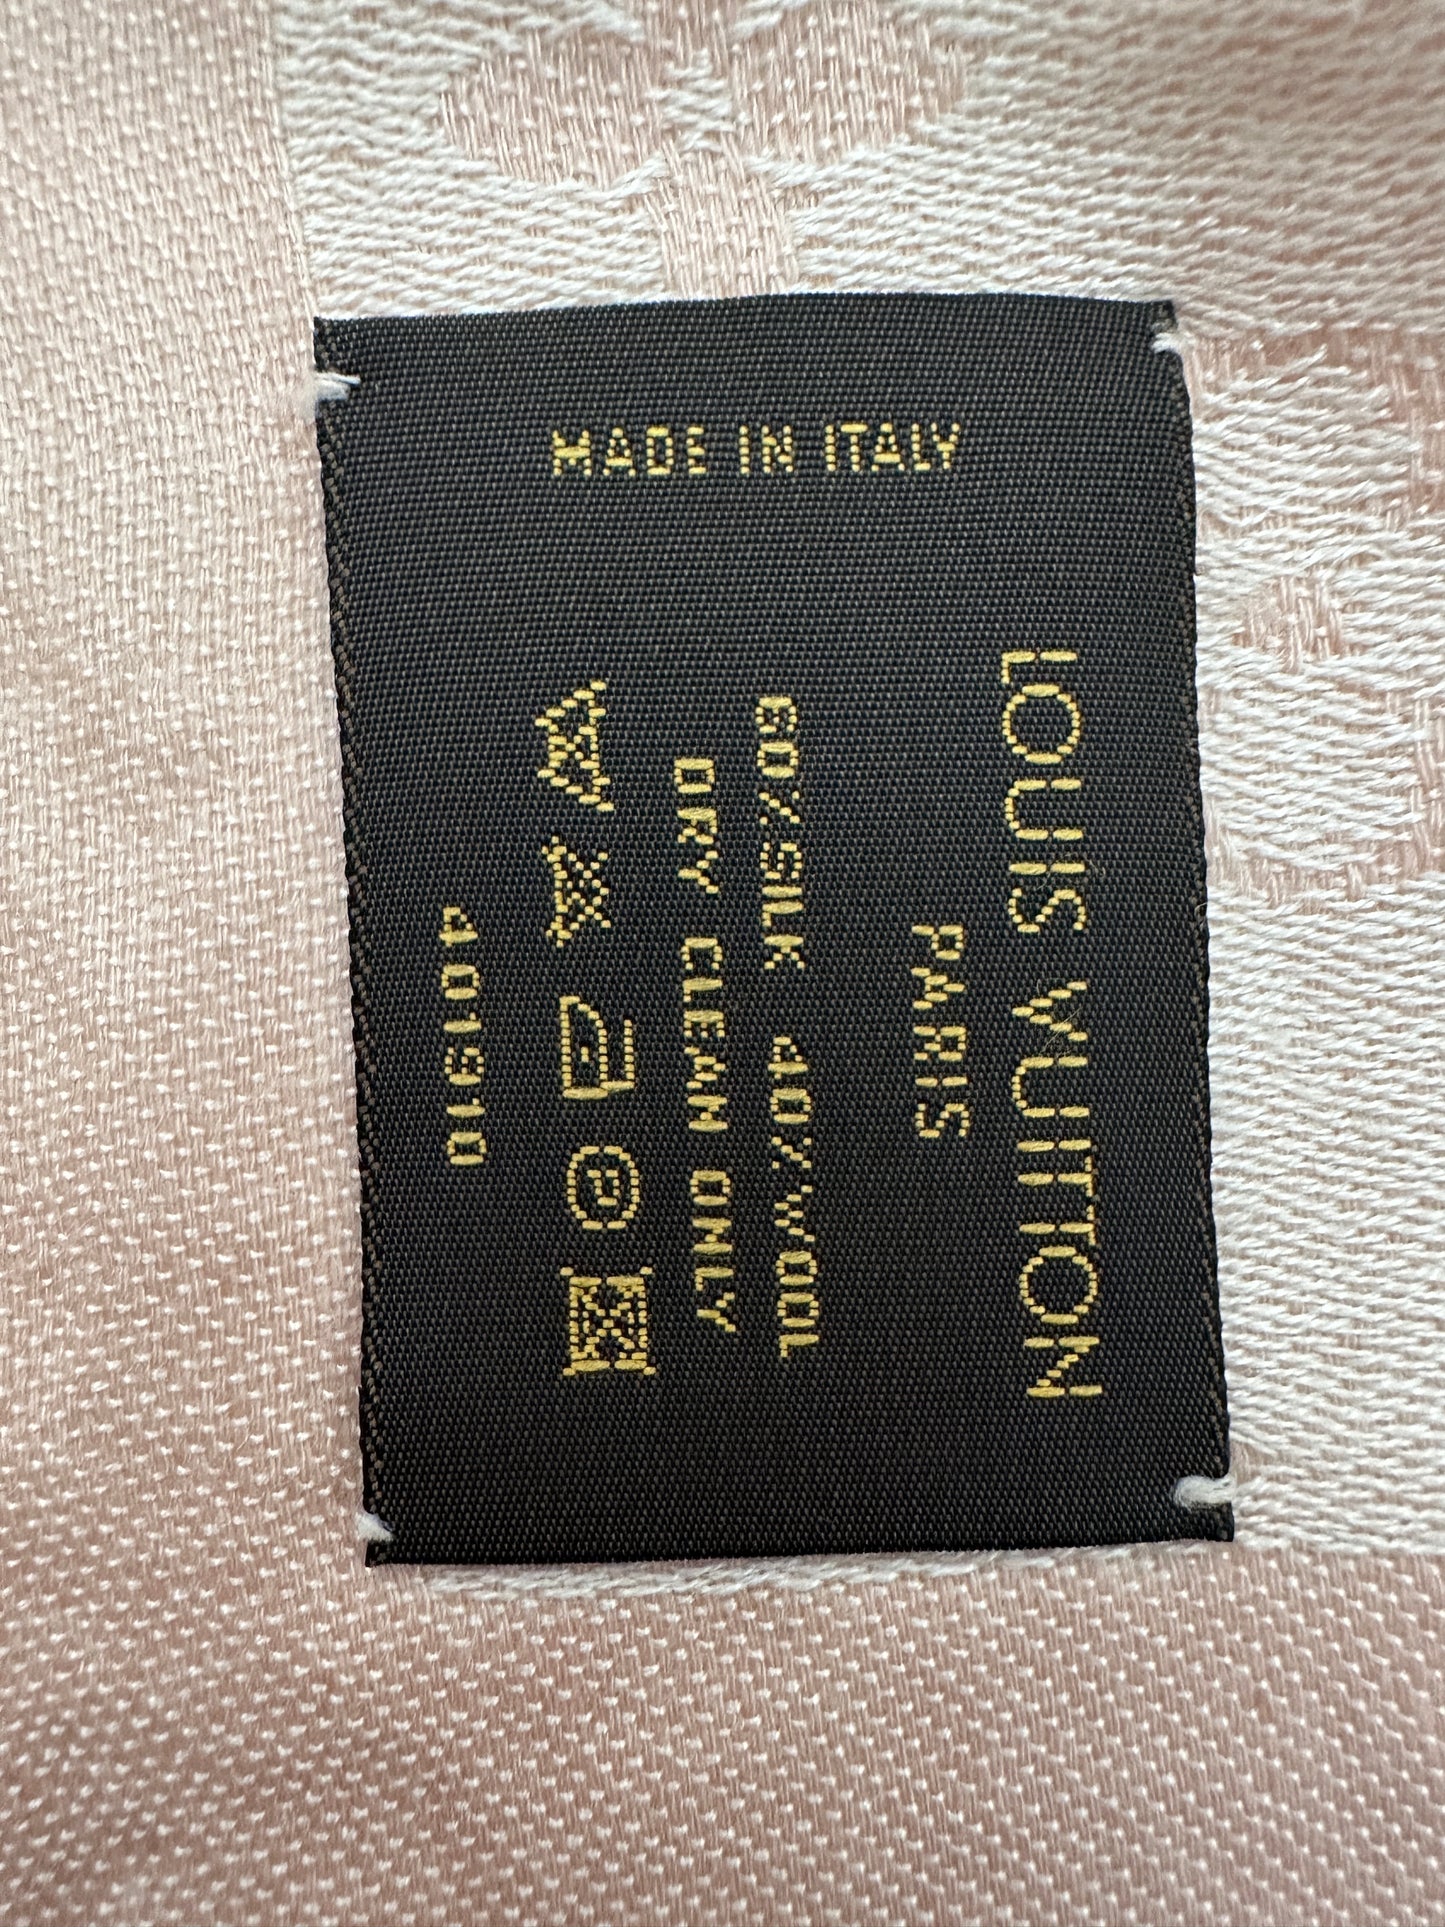 MADE IN ITALY
LOUIS VUITTON
PARIS
60%SILK 40%WOOL
DRY CLEAN ONLY
P
401910